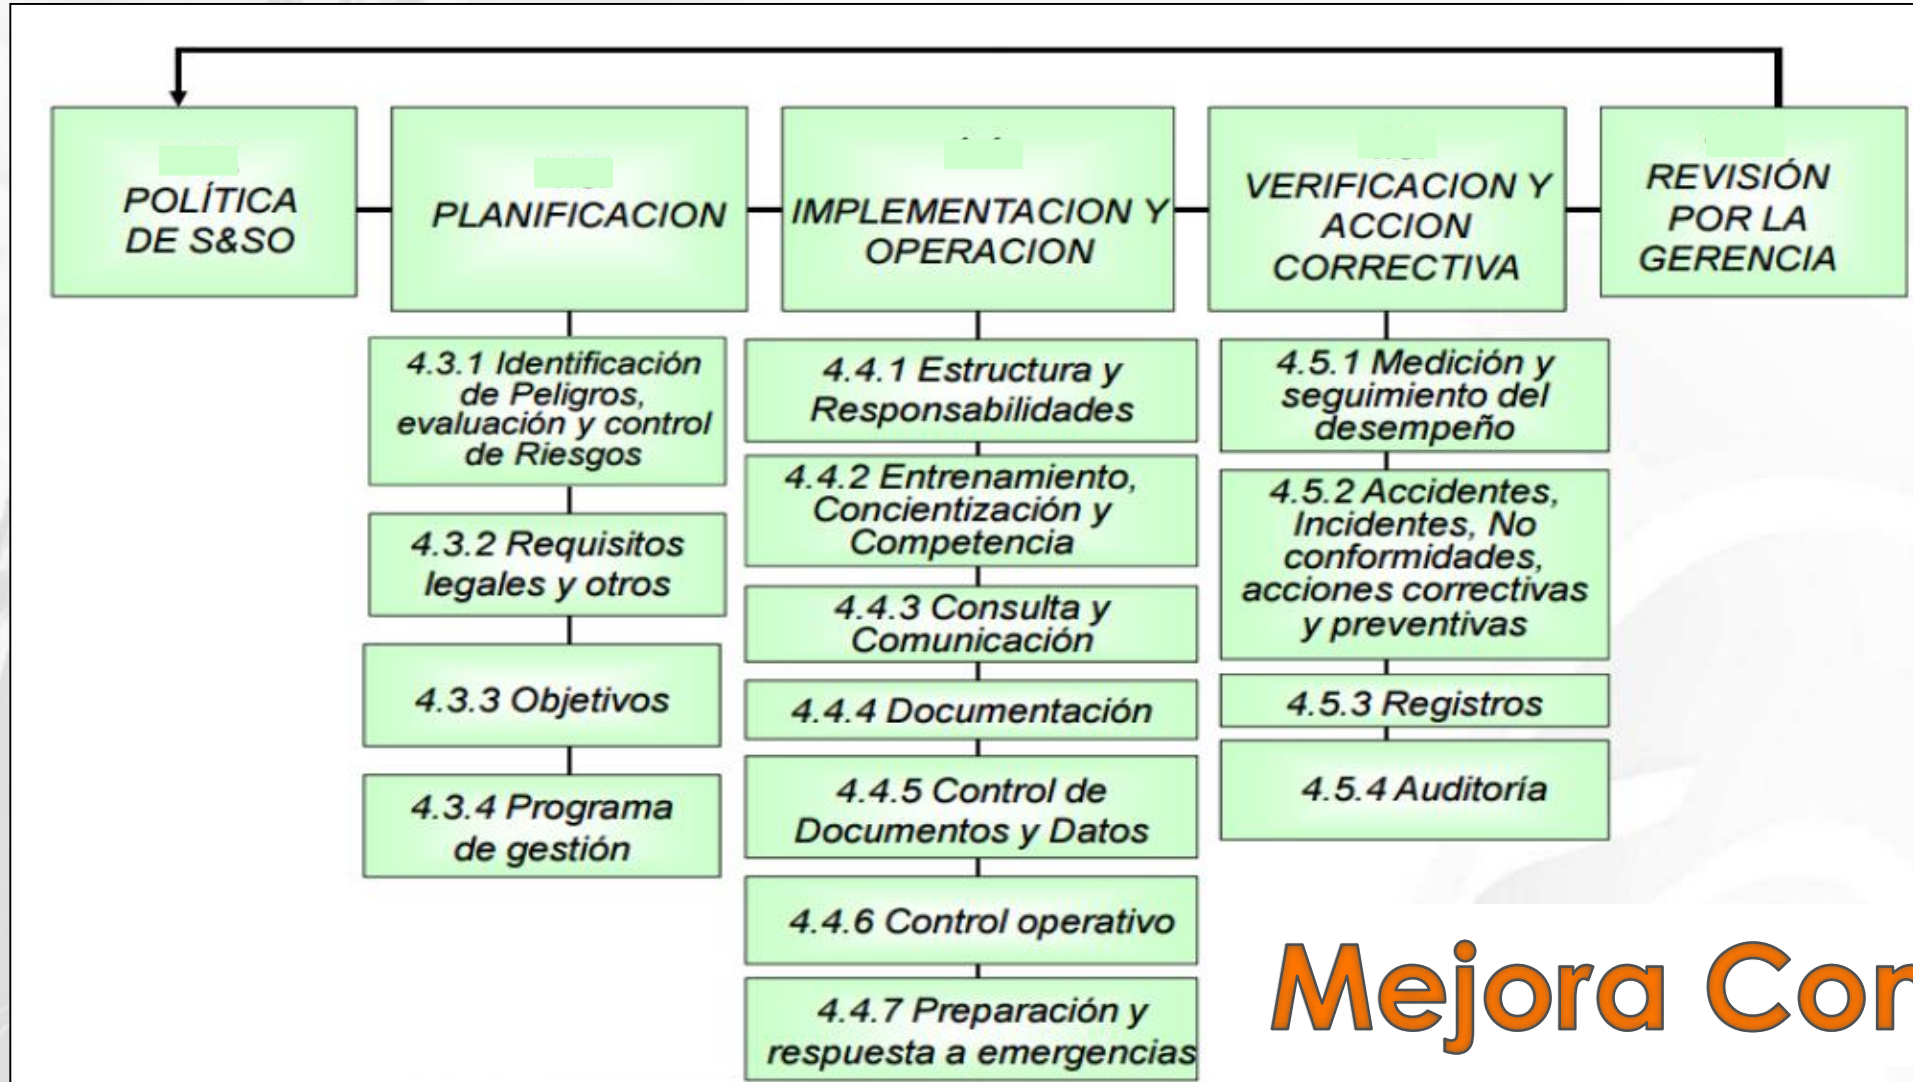 POLÍTICA
DE S&SO
PLANIFICACION
IMPLEMENTACION Y
OPERACION
VERIFICACION Y
ACCION
CORRECTIVA
REVISIÓN
POR LA
GERENCIA
4.3.1 Identificación
de Peligros,
evaluación y control
de Riesgos
4.3.2 Requisitos
legales y otros
4.3.3 Objetivos
4.3.4 Programa
de gestión
4.4.1 Estructura y
Responsabilidades
4.4.2 Entrenamiento,
Concientización y
Competencia
4.4.3 Consulta y
Comunicación
4.4.4 Documentación
4.4.5 Control de
Documentos y Datos
4.4.6 Control operativo
4.4.7 Preparación y
respuesta a emergencias
4.5.1 Medición y
seguimiento del
desempeño
4.5.2 Accidentes,
Incidentes, No
conformidades,
acciones correctivas
y preventivas
4.5.3 Registros
4.5.4 Auditoría
Mejora